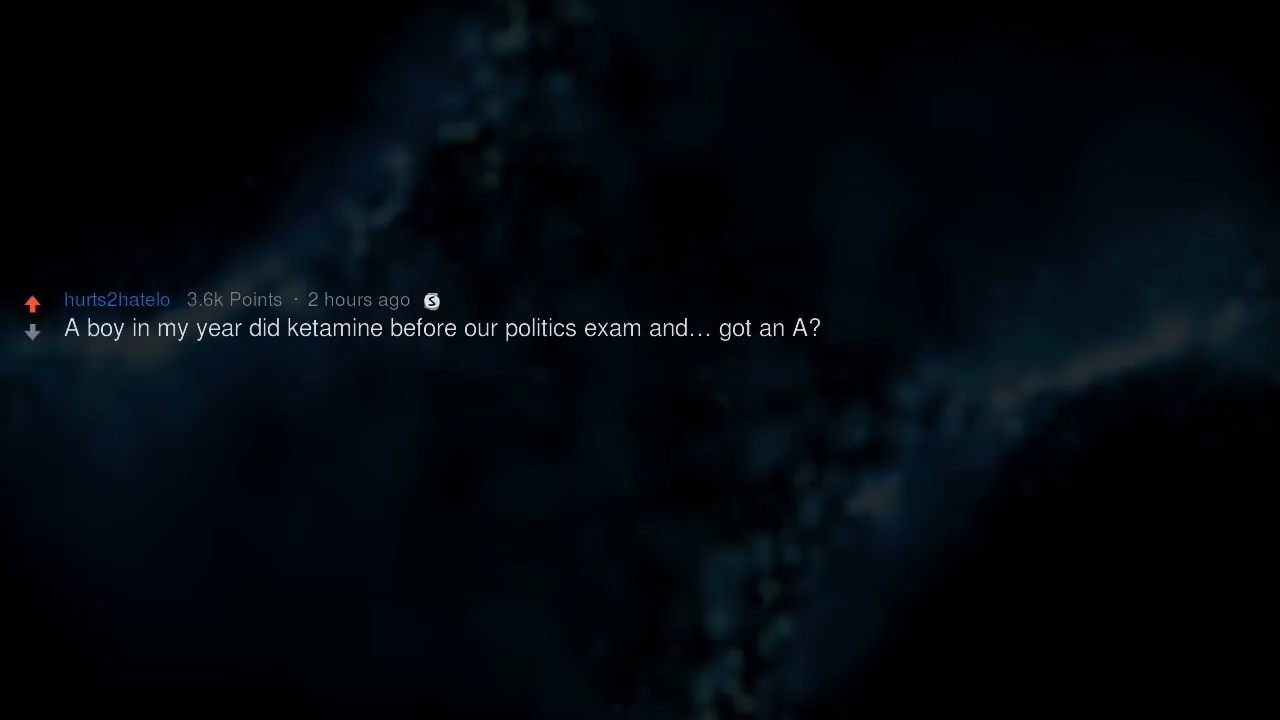 hurts2hatelo 3.6k Points · 2 hours ago S
A boy in my year did ketamine before our politics exam and... got an A?